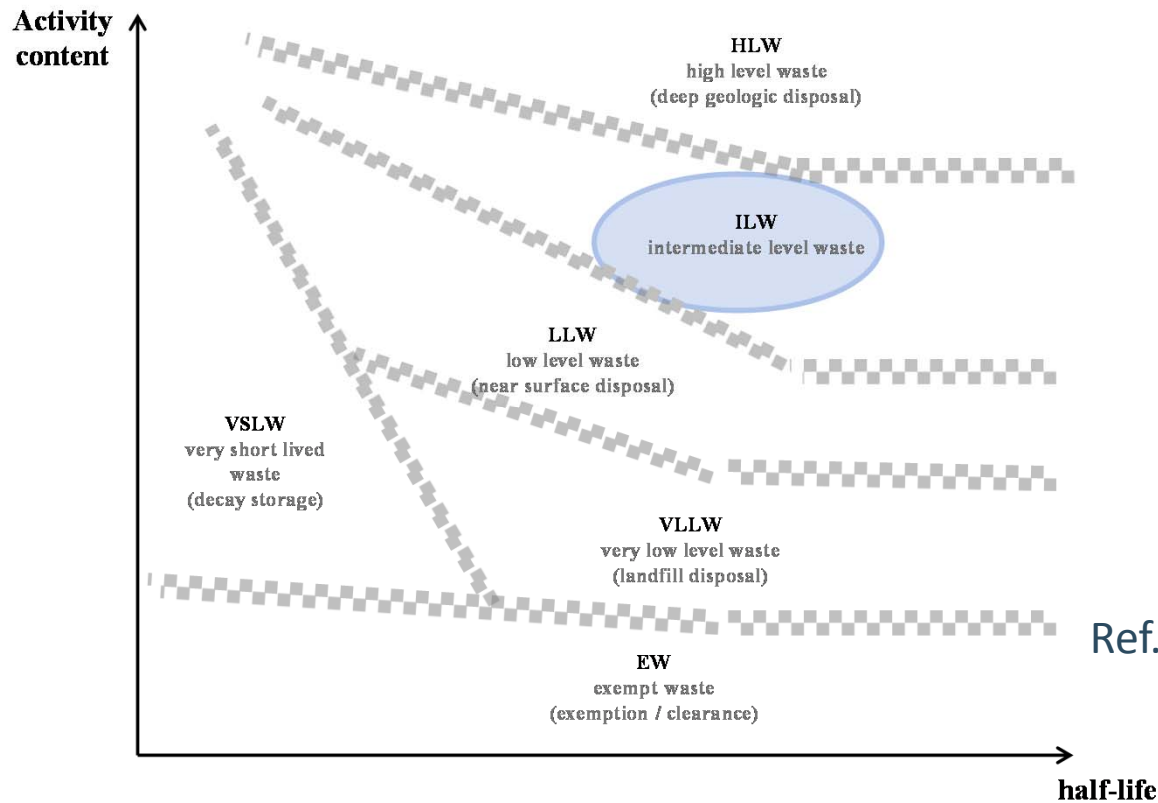 Activity
content
HLW
high level waste
(deep geologic disposal)
ILW
intermediate level waste
LLW
low level waste
(near surface disposal)
VSLW
very short lived
waste
(decay storage)
VLLW
very low level waste
(landfill disposal)
Ref.
EW
exempt waste
(exemption / clearance)
half-life